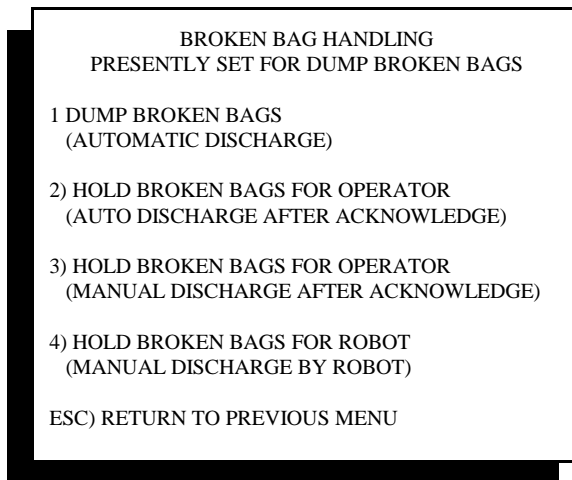 BROKEN BAG HANDLING
PRESENTLY SET FOR DUMP BROKEN BAGS
1 DUMP BROKEN BAGS
(AUTOMATIC DISCHARGE)
2) HOLD BROKEN BAGS FOR OPERATOR
(AUTO DISCHARGE AFTER ACKNOWLEDGE)
3) HOLD BROKEN BAGS FOR OPERATOR
(MANUAL DISCHARGE AFTER ACKNOWLEDGE)
4) HOLD BROKEN BAGS FOR ROBOT
(MANUAL DISCHARGE BY ROBOT)
ESC) RETURN TO PREVIOUS MENU